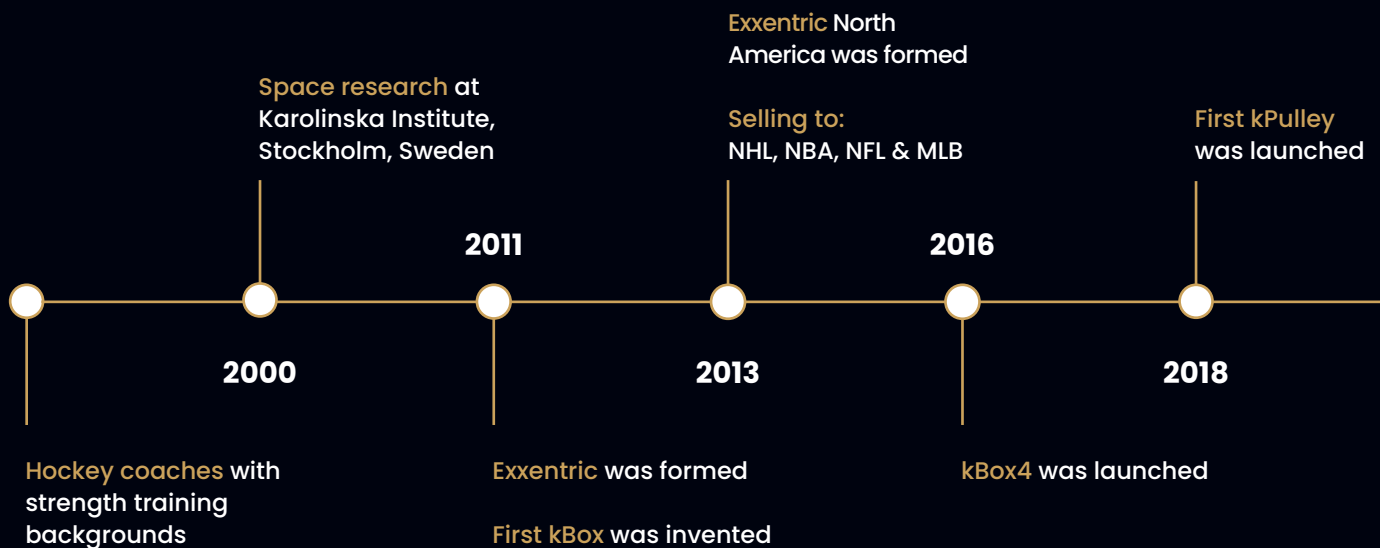 Exxentric North
America was formed
Selling to:
NHL, NBA, NFL & MLB
Space research at
Karolinska Institute,
Stockholm, Sweden
First kPulley
was launched
2011
2016
2000
2013
2018
Hockey coaches with
strength training
backgrounds
Exxentric was formed
First kBox was invented
kBox4 was launched